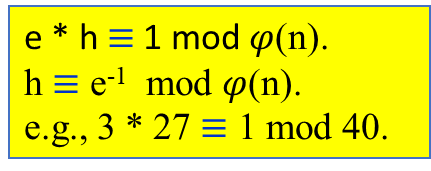 e * h ≡ 1 mod φ(n).
h ≡ e⁻¹ mod φ(n).
e.g., 3 * 27 ≡ 1 mod 40.